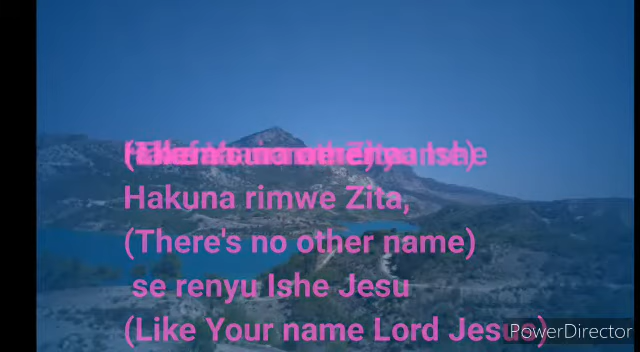 Hakuna rimwe Zita,
(There's no other name)
se renyu Ishe Jesu
(Like Your name Lord Jesus)
PowerDirector